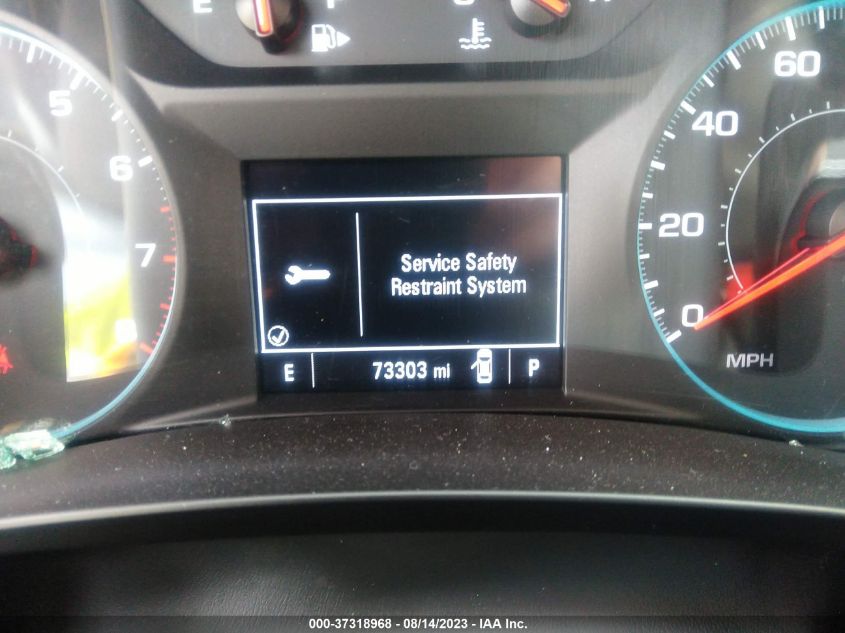 E F C H
5
6
7
8
60
40
20
0
MPH
Service Safety
Restraint System
E 73303 mi P
000-37318968 - 08/14/2023 - IAA Inc.